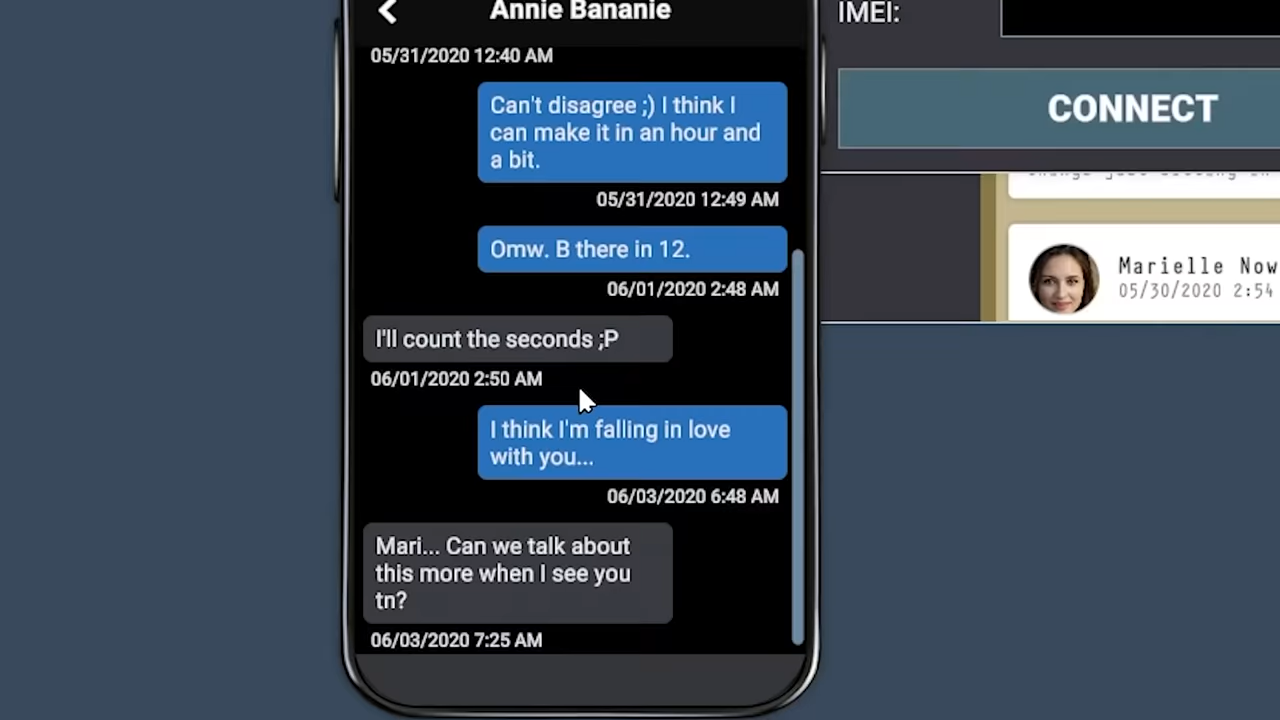 Annie Bananie
IMEI:
05/31/2020 12:40 AM
CONNECT
Can't disagree ;) I think I
can make it in an hour and
a bit.
05/31/2020 12:49 AM
Omw. B there in 12.
06/01/2020 2:48 AM
Marielle Now
05/30/2020 2:54
I'll count the seconds ;P
06/01/2020 2:50 AM
I think I'm falling in love
with you...
06/03/2020 6:48 AM
Mari... Can we talk about
this more when I see you
tn?
06/03/2020 7:25 AM